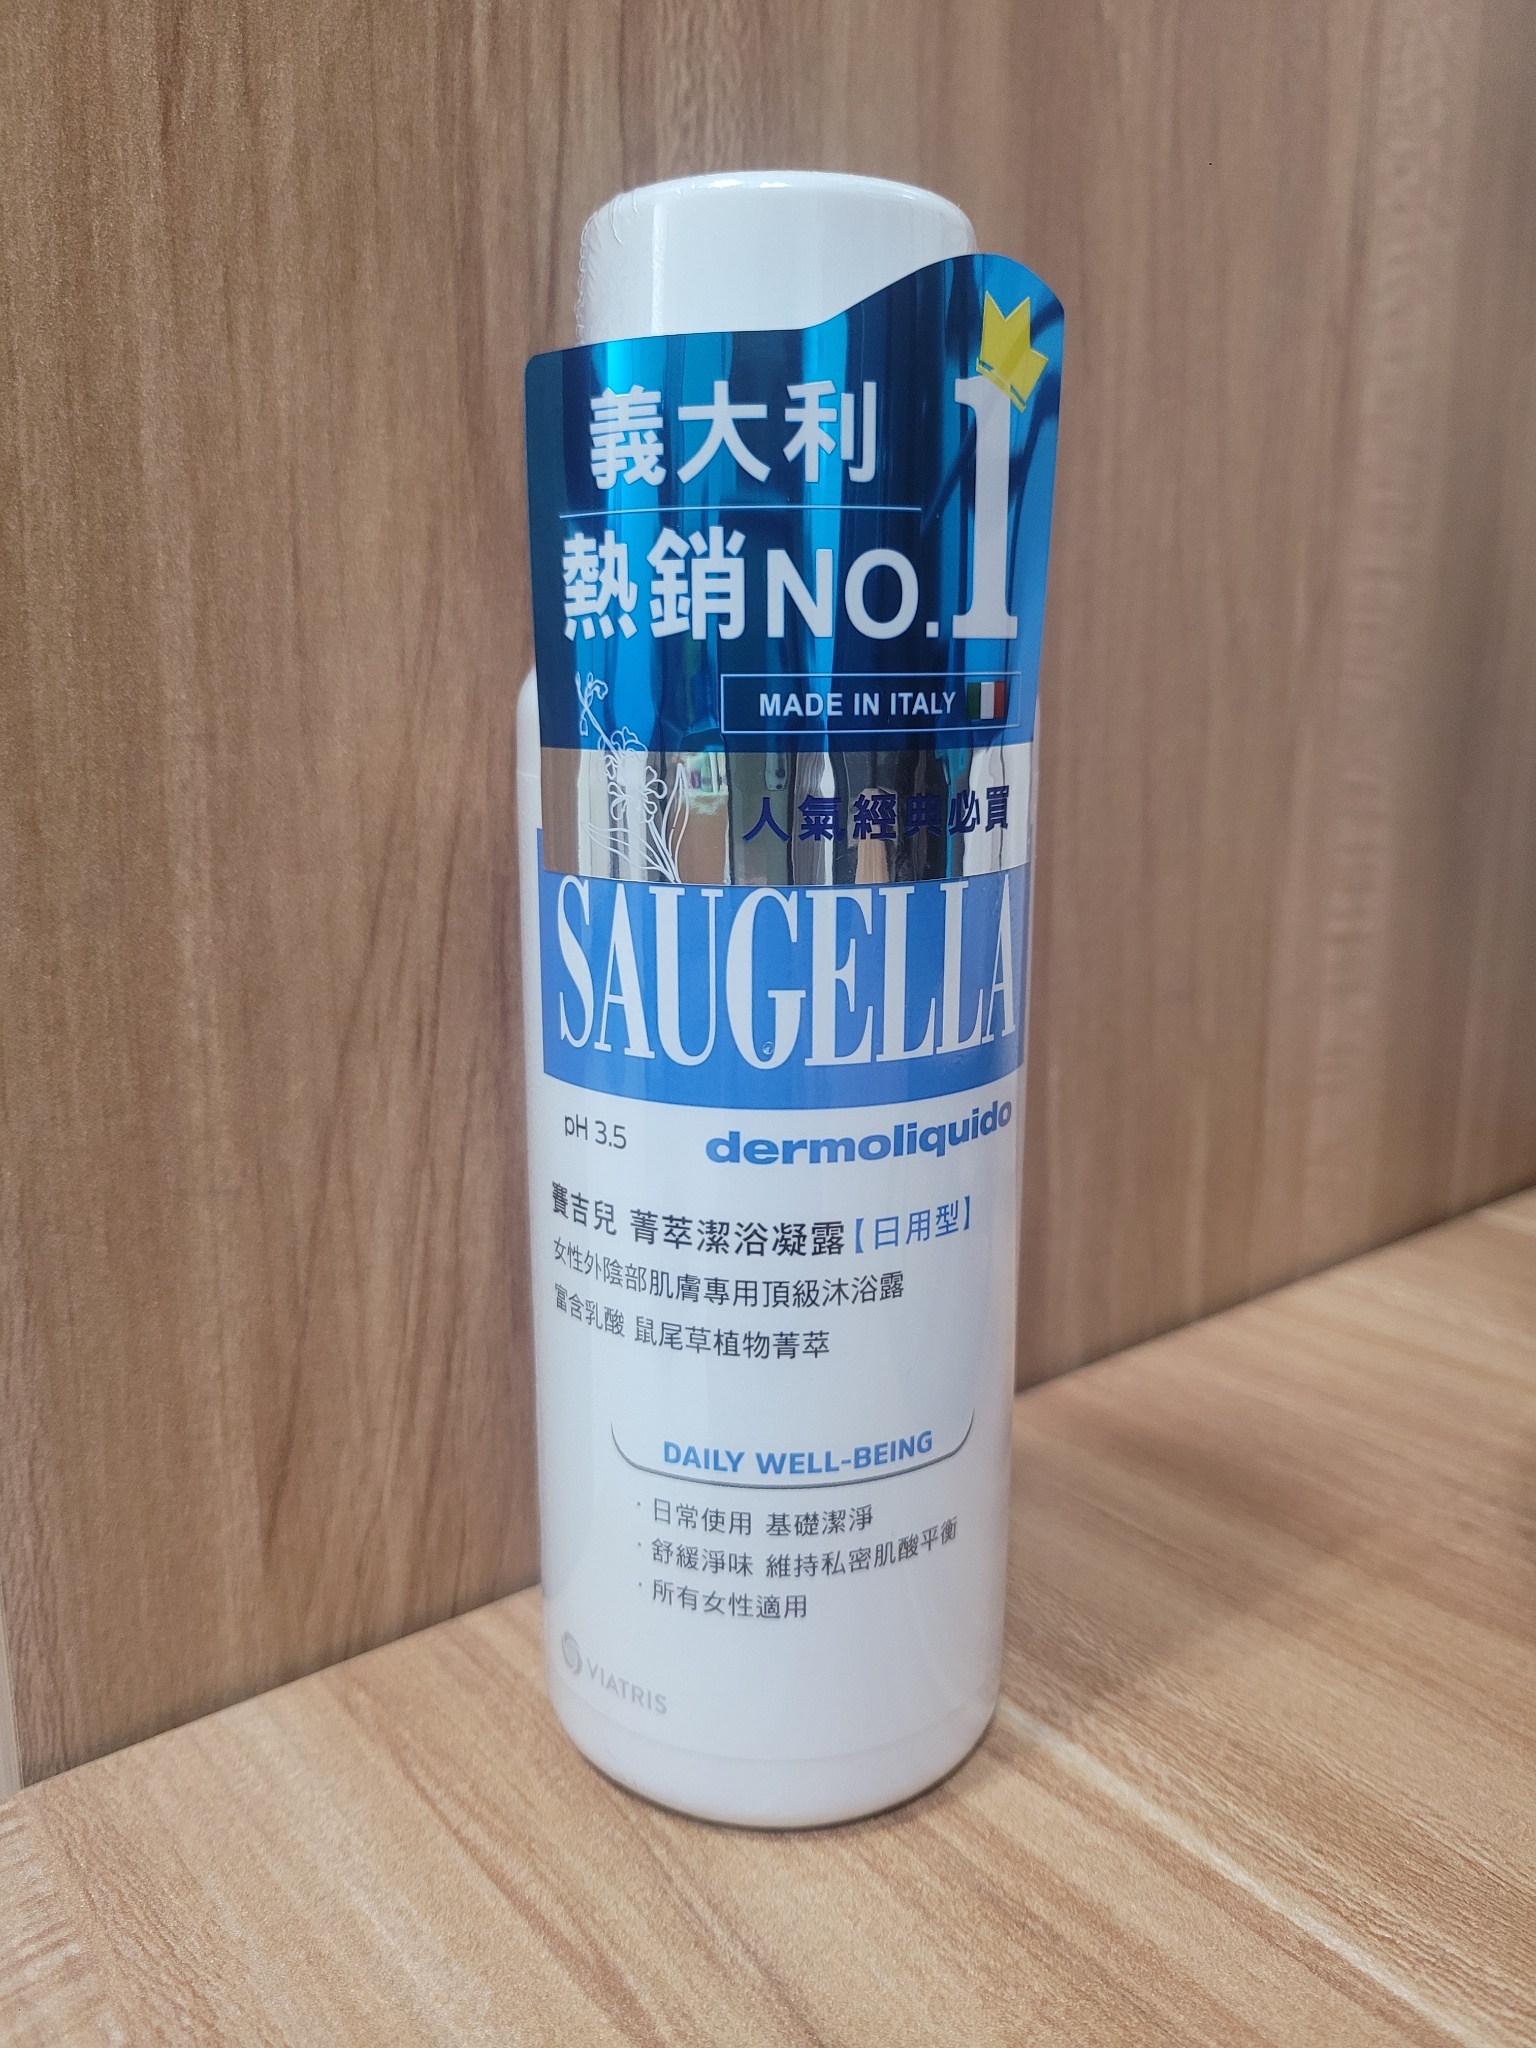 義大利
熱銷NO.1
MADE IN ITALY
人氣經典必買
SAUGELLA
pH 3.5
dermoliquido
賽吉兒 菁萃潔浴凝露【日用型】
女性外陰部肌膚專用頂級沐浴露
富含乳酸 鼠尾草植物菁萃
DAILY WELL-BEING
· 日常使用 基礎潔淨
· 舒緩淨味 維持私密肌酸平衡
· 所有女性適用
VIATRIS